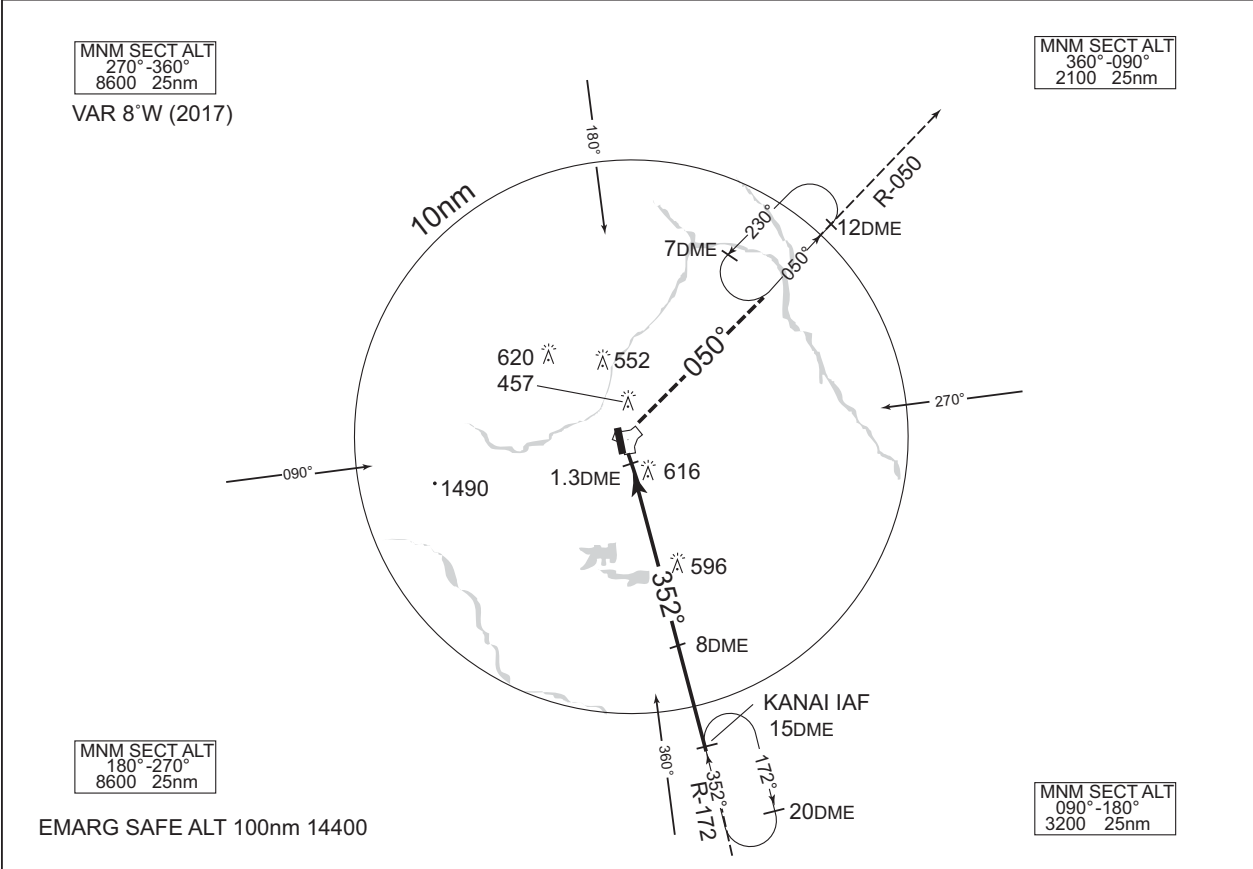 MNM SECT ALT
270°-360°
8600 25nm
VAR 8°W (2017)
MNM SECT ALT
360°-090°
2100 25nm
180°
10nm
R-050
230°
12DME
7DME
050°
050°
620
552
457
270°
090°
1.3DME
616
1490
596
352°
8DME
KANAI IAF
15DME
360°
172°
352°
R-172
20DME
MNM SECT ALT
180°-270°
8600 25nm
EMARG SAFE ALT 100nm 14400
MNM SECT ALT
090°-180°
3200 25nm